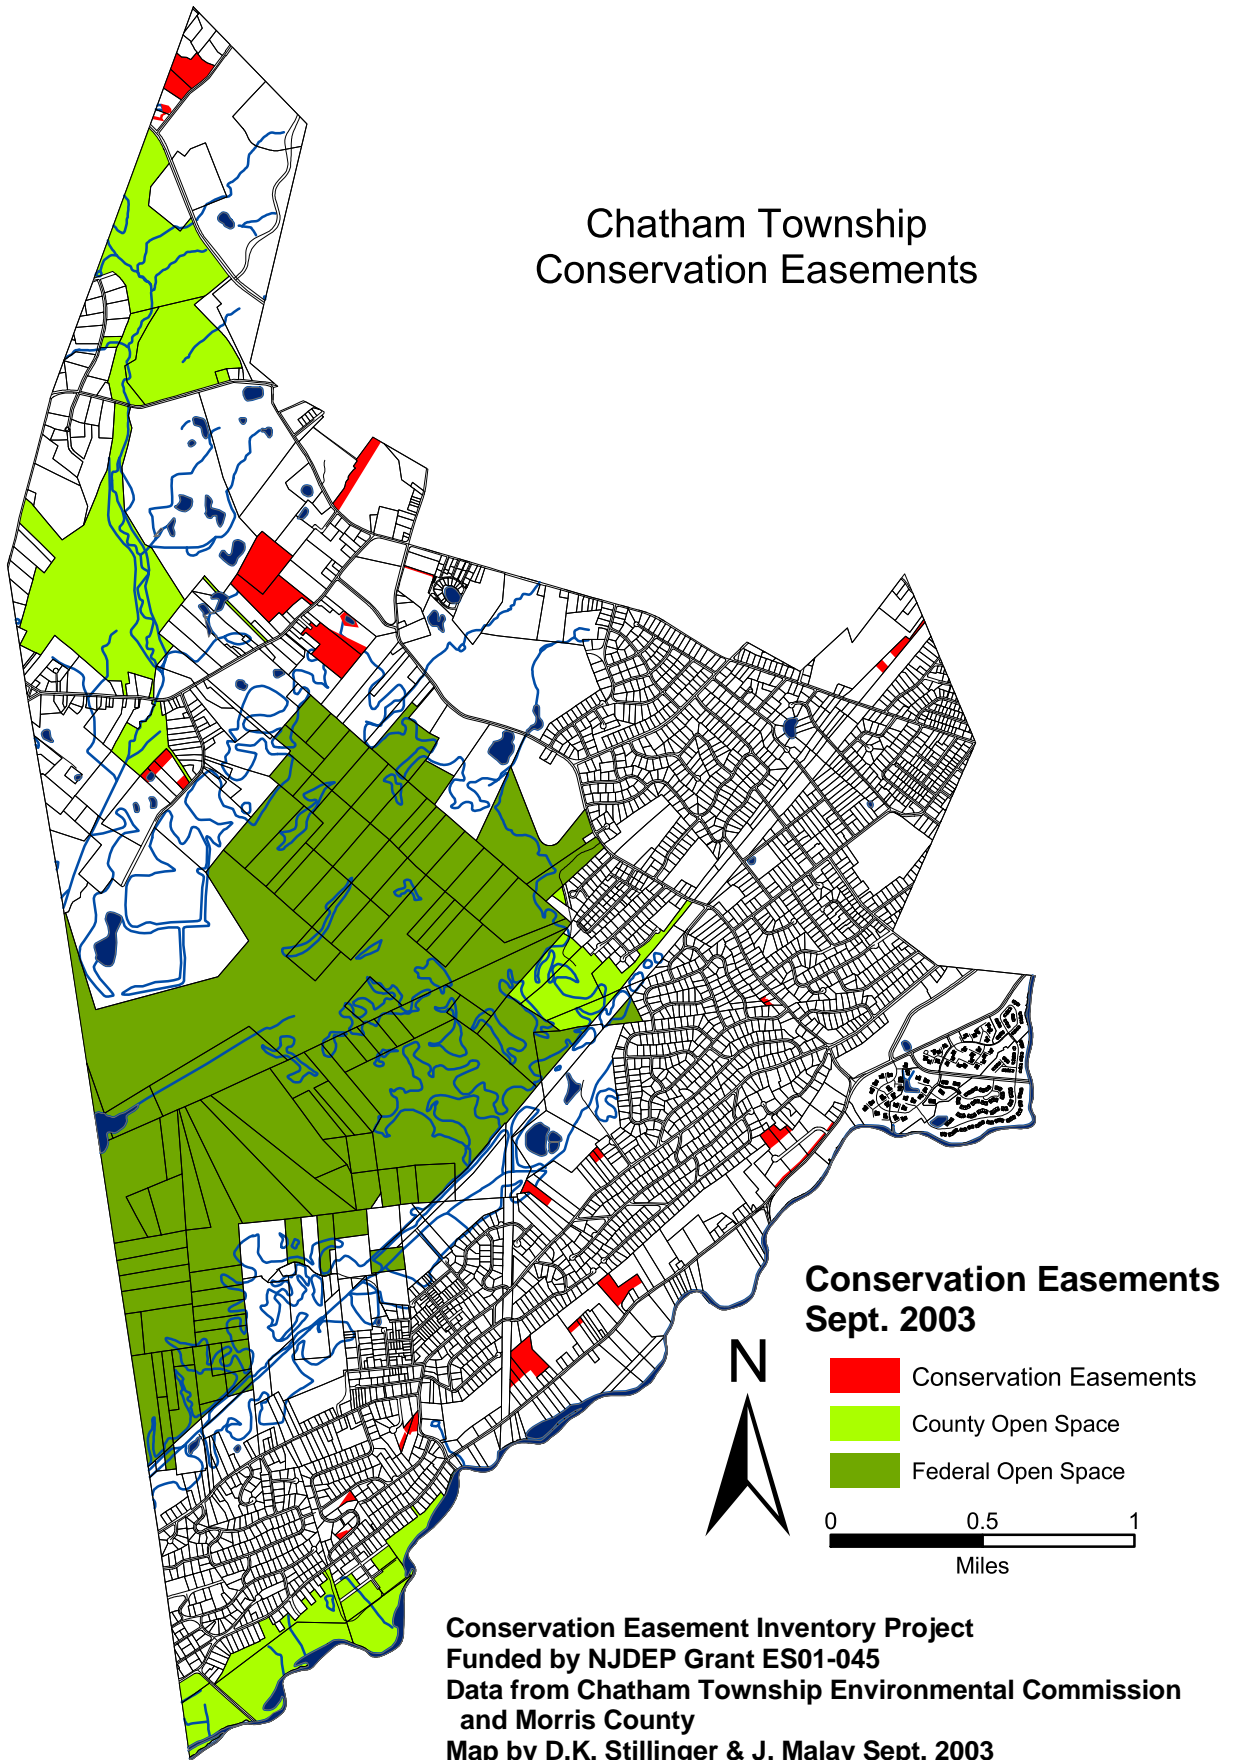 Chatham Township
Conservation Easements
Conservation Easements
Sept. 2003
N
Conservation Easements
County Open Space
Federal Open Space
0 0.5 1
Miles
Conservation Easement Inventory Project
Funded by NJDEP Grant ES01-045
Data from Chatham Township Environmental Commission
and Morris County
Map by D.K. Stillinger & J. Malay Sept. 2003